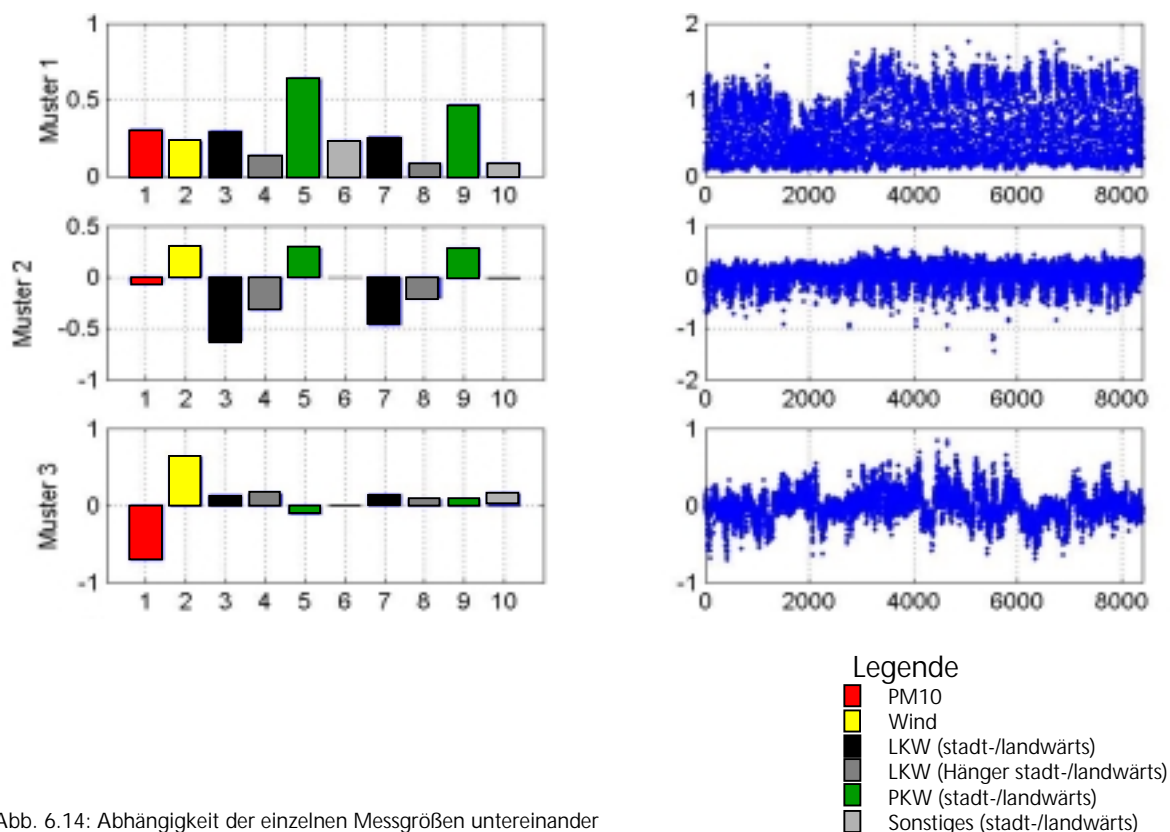 Muster 1
1
0.5
0
1 2 3 4 5 6 7 8 9 10
2
1
0
0 2000 4000 6000 8000
Muster 2
0.5
0
-0.5
-1
1 2 3 4 5 6 7 8 9 10
1
0
-1
-2
0 2000 4000 6000 8000
Muster 3
1
0
-1
1 2 3 4 5 6 7 8 9 10
1
0
-1
0 2000 4000 6000 8000
Legende
PM10
Wind
LKW (stadt-/landwärts)
LKW (Hänger stadt-/landwärts)
PKW (stadt-/landwärts)
Sonstiges (stadt-/landwärts)
Abb. 6.14: Abhängigkeit der einzelnen Messgrößen untereinander